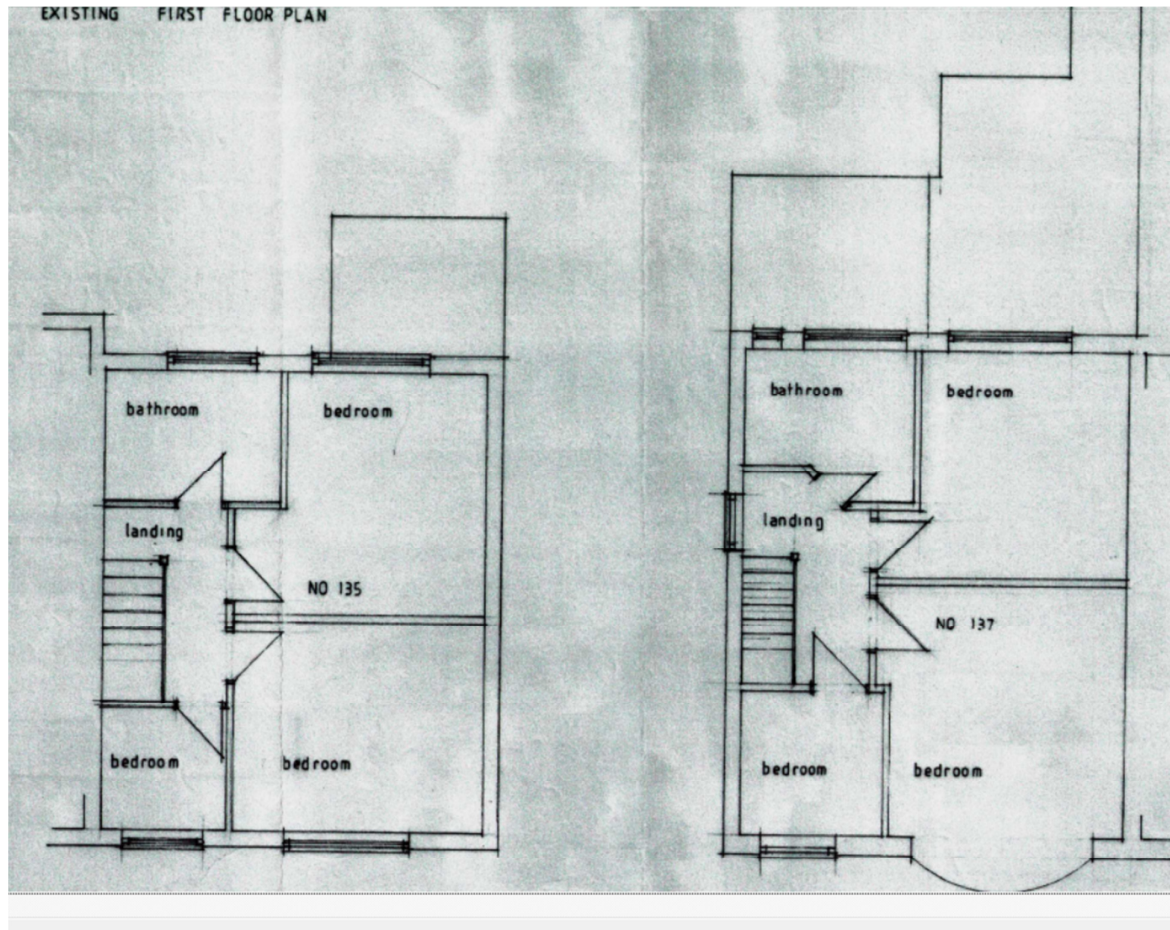 EXISTING FIRST FLOOR PLAN
bathroom
bedroom
landing
NO 135
bedroom
bedroom
bathroom
bedroom
landing
NO 137
bedroom
bedroom